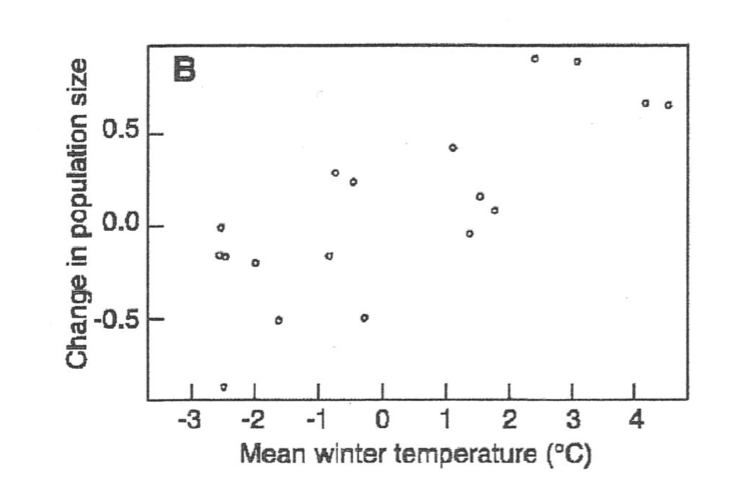 B
Change in population size
0.5
0.0
-0.5
-3 -2 -1 0 1 2 3 4
Mean winter temperature (°C)